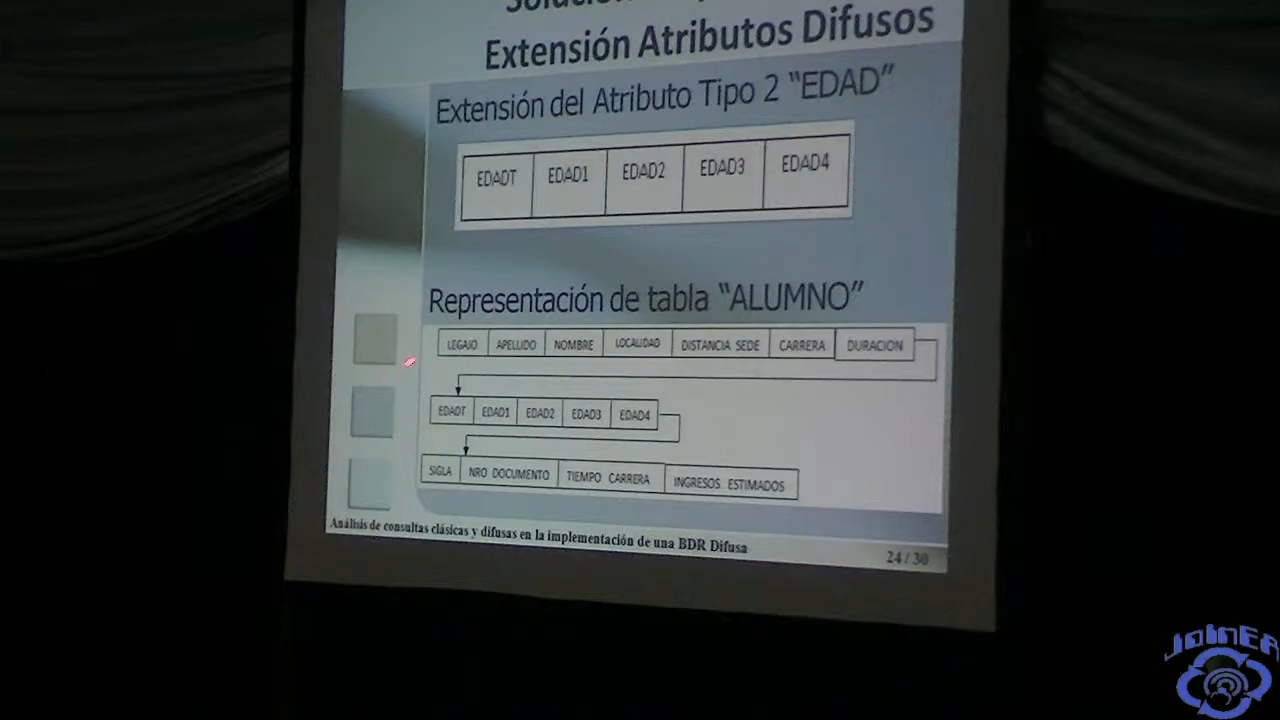 Extensión Atributos Difusos
Extensión del Atributo Tipo 2 “EDAD”
EDADT EDAD1 EDAD2 EDAD3 EDAD4
Representación de tabla “ALUMNO”
LEGAJO APELLIDO NOMBRE LOCALIDAD DISTANCIA SEDE CARRERA DURACION
EDADT EDAD1 EDAD2 EDAD3 EDAD4
SIGLA NRO DOCUMENTO TIEMPO CARRERA INGRESOS ESTIMADOS
Análisis de consultas clásicas y difusas en la implementación de una BDR Difusa
24 / 30
JoinEA